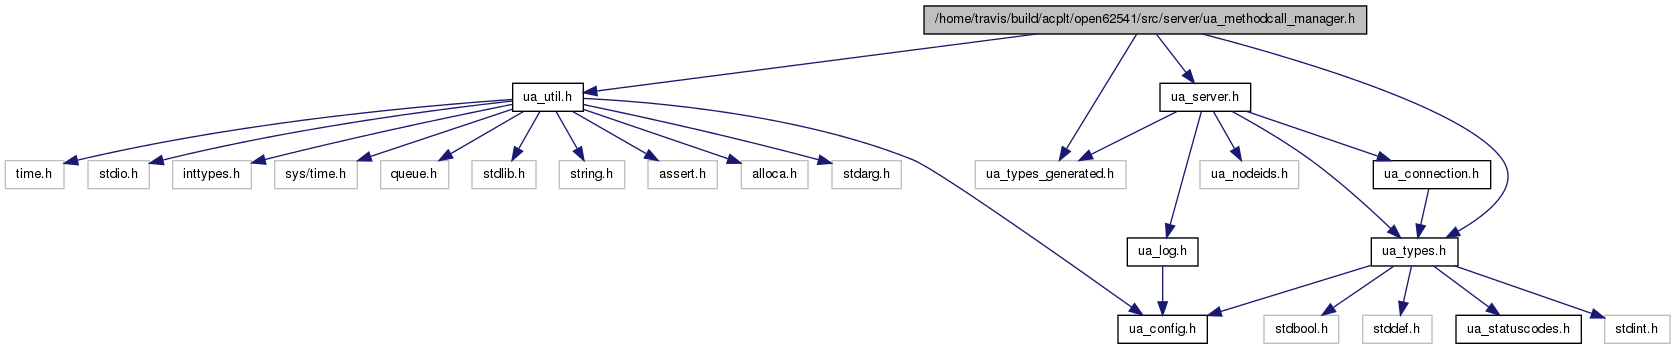 /home/travis/build/acplt/open62541/src/server/ua_methodcall_manager.h
ua_util.h
ua_server.h
time.h
stdio.h
inttypes.h
sys/time.h
queue.h
stdlib.h
string.h
assert.h
alloca.h
stdarg.h
ua_types_generated.h
ua_nodeids.h
ua_connection.h
ua_log.h
ua_types.h
ua_config.h
stdbool.h
stddef.h
ua_statuscodes.h
stdint.h